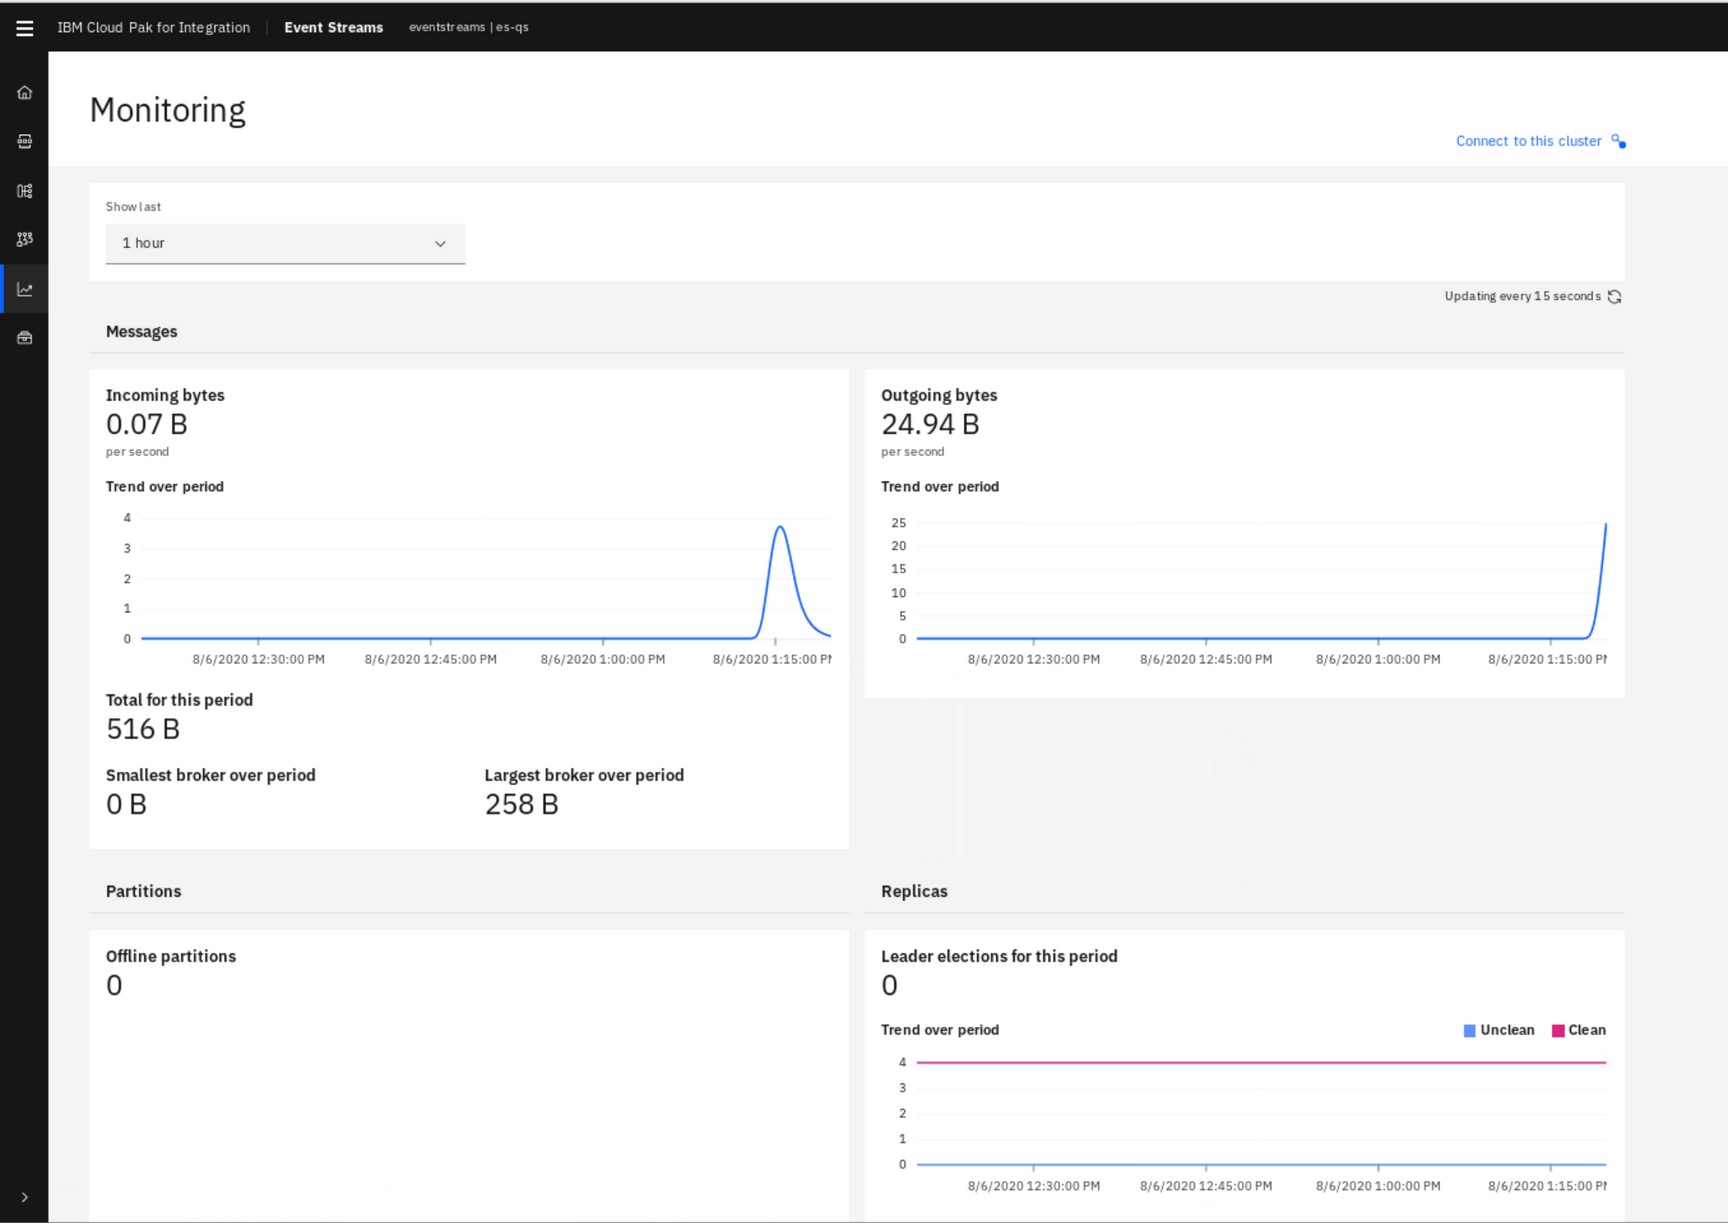 IBM Cloud Pak for Integration | Event Streams eventstreams | es-qs
Monitoring
Connect to this cluster
Show last
1 hour
Updating every 15 seconds
Messages
Incoming bytes
0.07 B
per second
Trend over period
4
3
2
1
0
8/6/2020 12:30:00 PM 8/6/2020 12:45:00 PM 8/6/2020 1:00:00 PM 8/6/2020 1:15:00 PM
Total for this period
516 B
Smallest broker over period
0 B
Largest broker over period
258 B
Outgoing bytes
24.94 B
per second
Trend over period
25
20
15
10
5
0
8/6/2020 12:30:00 PM 8/6/2020 12:45:00 PM 8/6/2020 1:00:00 PM 8/6/2020 1:15:00 PM
Partitions
Offline partitions
0
Replicas
Leader elections for this period
0
Trend over period
Unclean Clean
4
3
2
1
0
8/6/2020 12:30:00 PM 8/6/2020 12:45:00 PM 8/6/2020 1:00:00 PM 8/6/2020 1:15:00 PM